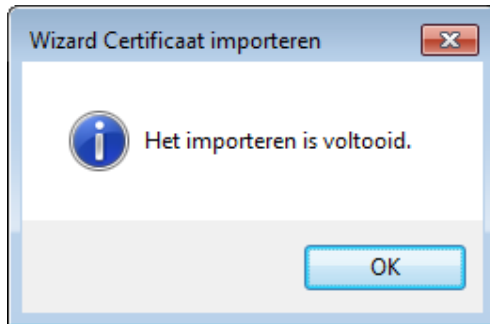 Wizard Certificaat importeren
Het importeren is voltooid.
OK